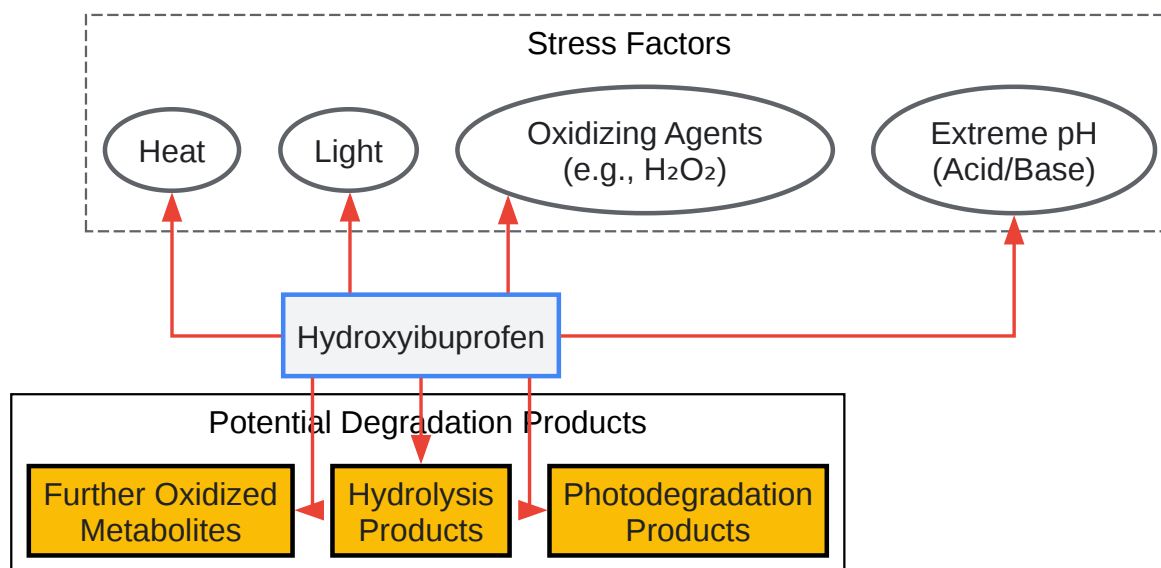 Stress Factors
Heat
Light
Oxidizing Agents
(e.g., H₂O₂)
Extreme pH
(Acid/Base)
Hydroxyibuprofen
Potential Degradation Products
Further Oxidized
Metabolites
Hydrolysis
Products
Photodegradation
Products